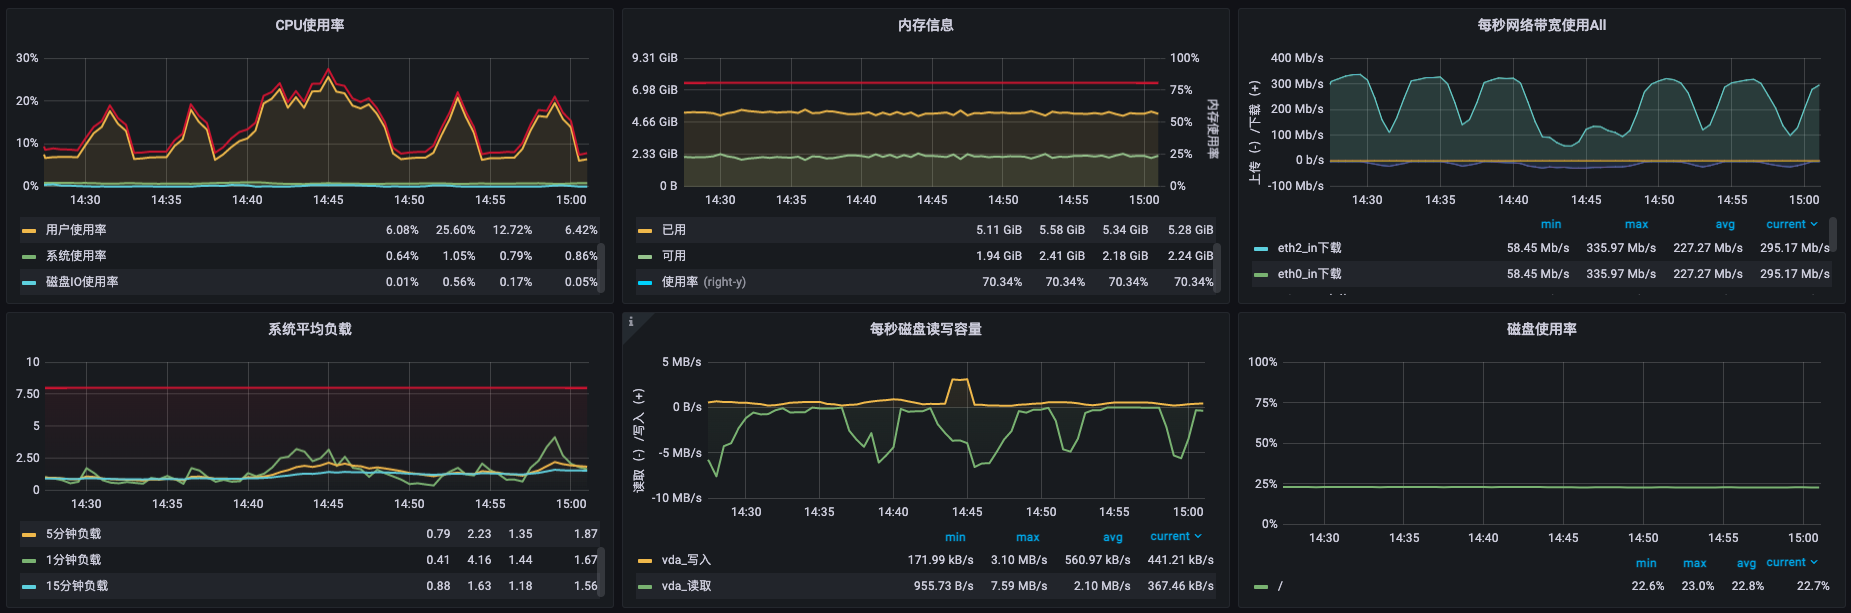 CPU使用率
30%
20%
10%
0%
14:30 14:35 14:40 14:45 14:50 14:55 15:00
用户使用率 6.08% 25.60% 12.72% 6.42%
系统使用率 0.64% 1.05% 0.79% 0.86%
磁盘IO使用率 0.01% 0.56% 0.17% 0.05%
内存信息
9.31 GiB 100%
6.98 GiB 75%
4.66 GiB 50%
2.33 GiB 25%
0 B 0%
内存使用率
14:30 14:35 14:40 14:45 14:50 14:55 15:00
已用 5.11 GiB 5.58 GiB 5.34 GiB 5.28 GiB
可用 1.94 GiB 2.41 GiB 2.18 GiB 2.24 GiB
使用率 (right-y) 70.34% 70.34% 70.34% 70.34%
每秒网络带宽使用All
上传 (-) /下载 (+)
400 Mb/s
300 Mb/s
200 Mb/s
100 Mb/s
0 b/s
-100 Mb/s
14:30 14:35 14:40 14:45 14:50 14:55 15:00
min max avg current
eth2_in下载 58.45 Mb/s 335.97 Mb/s 227.27 Mb/s 295.17 Mb/s
eth0_in下载 58.45 Mb/s 335.97 Mb/s 227.27 Mb/s 295.17 Mb/s
系统平均负载
10
7.50
5
2.50
0
14:30 14:35 14:40 14:45 14:50 14:55 15:00
5分钟负载 0.79 2.23 1.35 1.87
1分钟负载 0.41 4.16 1.44 1.67
15分钟负载 0.88 1.63 1.18 1.56
i
每秒磁盘读写容量
读取 (-) /写入 (+)
5 MB/s
0 B/s
-5 MB/s
-10 MB/s
14:30 14:35 14:40 14:45 14:50 14:55 15:00
min max avg current
vda_写入 171.99 kB/s 3.10 MB/s 560.97 kB/s 441.21 kB/s
vda_读取 955.73 B/s 7.59 MB/s 2.10 MB/s 367.46 kB/s
磁盘使用率
100%
75%
50%
25%
0%
14:30 14:35 14:40 14:45 14:50 14:55 15:00
min max avg current
/ 22.6% 23.0% 22.8% 22.7%